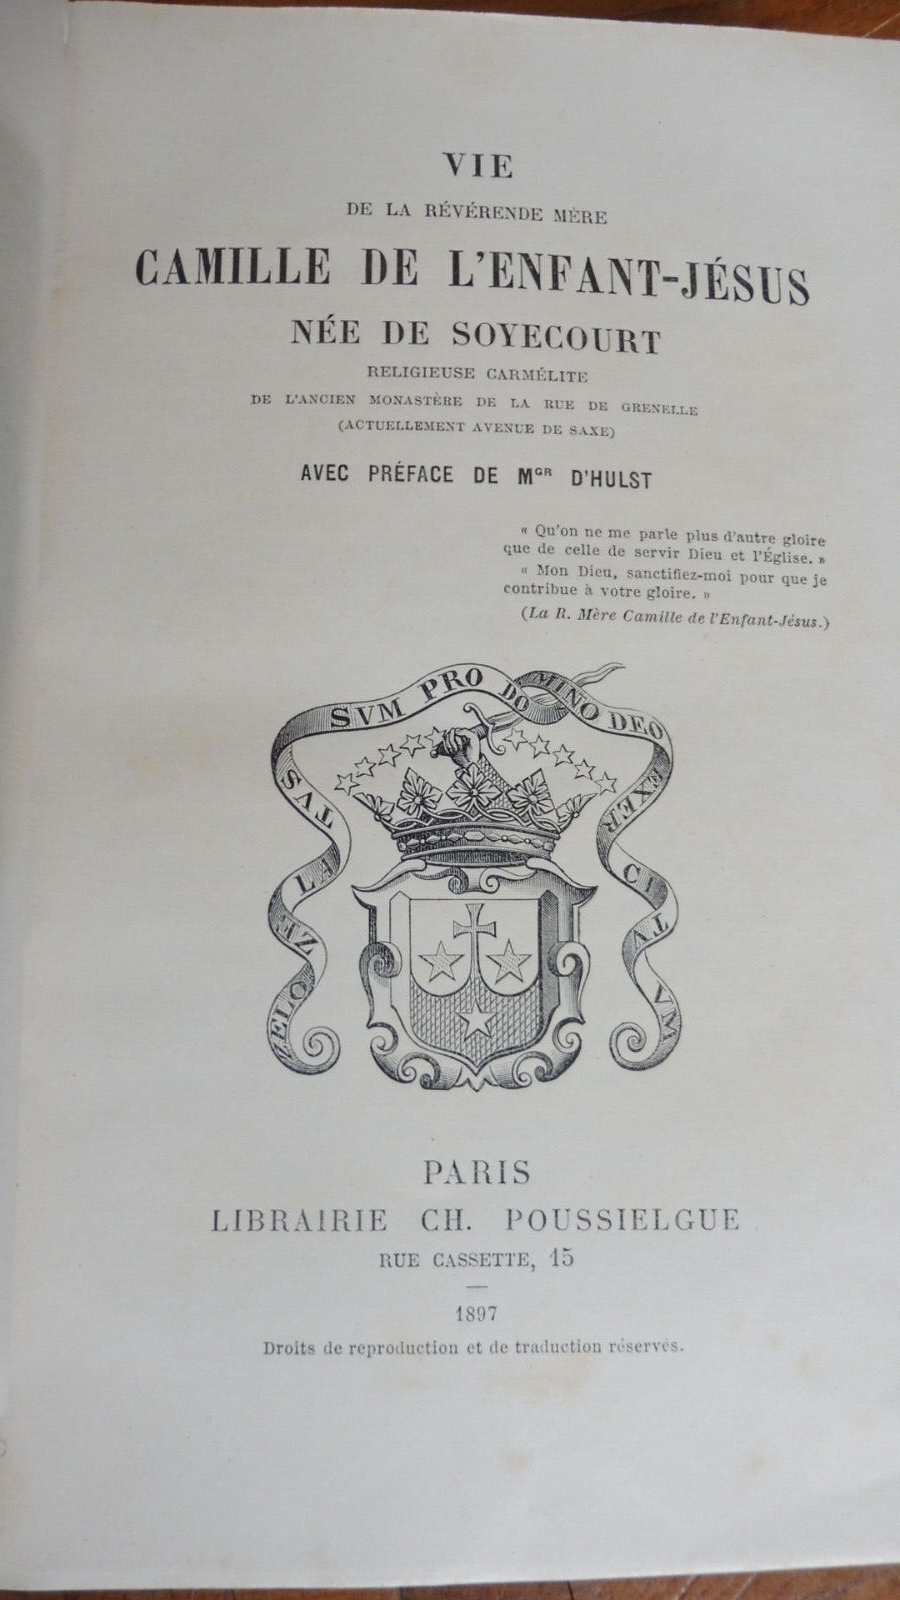 VIE
DE LA RÉVÉRENDE MÈRE
CAMILLE DE L'ENFANT-JÉSUS
NÉE DE SOYECOURT
RELIGIEUSE CARMÉLITE
DE L'ANCIEN MONASTÈRE DE LA RUE DE GRENELLE
(ACTUELLEMENT AVENUE DE SAXE)
AVEC PRÉFACE DE MGR D'HULST
« Qu'on ne me parle plus d'autre gloire
que de celle de servir Dieu et l'Église. »
« Mon Dieu, sanctifiez-moi pour que je
contribue à votre gloire. »
(La R. Mère Camille de l'Enfant-Jésus.)
ZELO ZE LA TVS SVM PRO DOMINO DEO EXERCITATVVM
PARIS
LIBRAIRIE CH. POUSSIELGUE
RUE CASSETTE, 15
1897
Droits de reproduction et de traduction réservés.